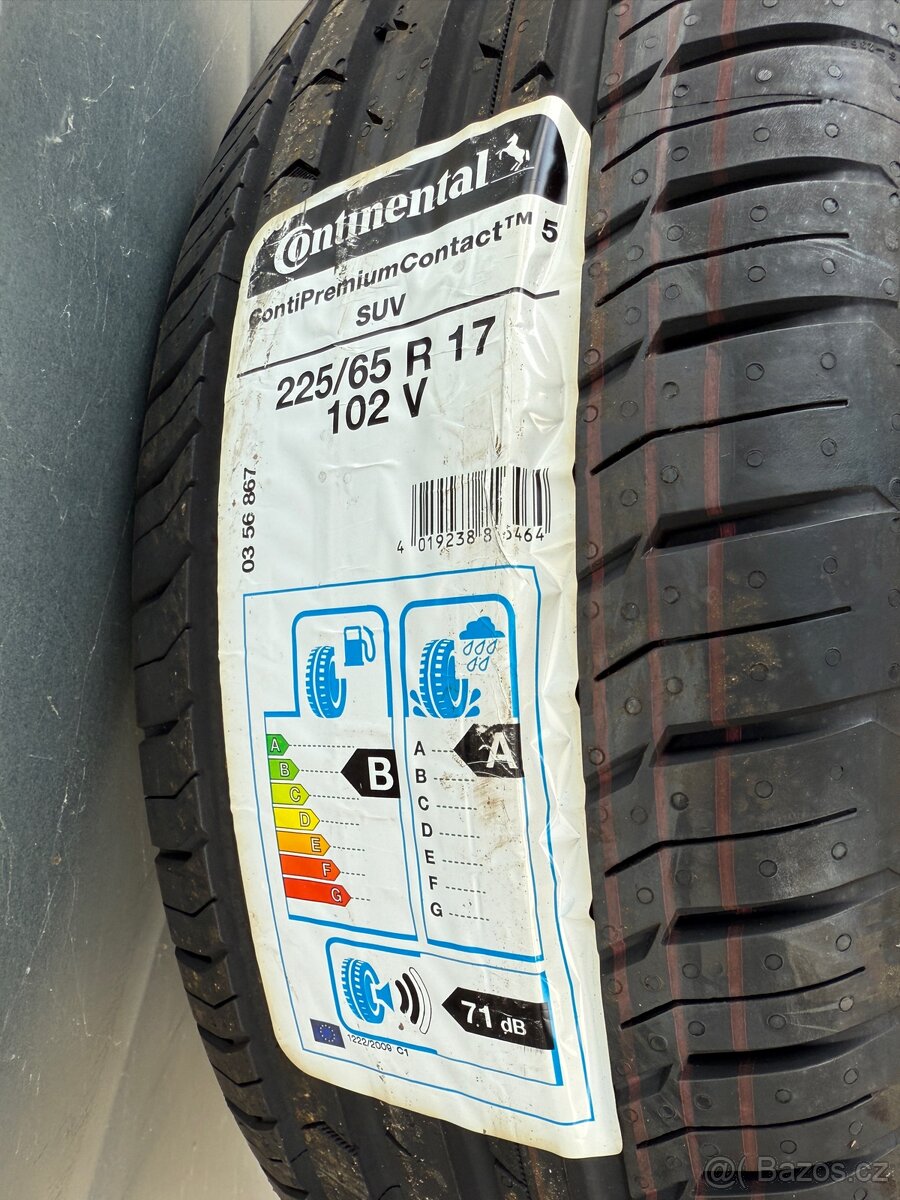 Continental
ContiPremiumContact™ 5
SUV
225/65 R 17
102 V
03 56 867
4 019238 8 5464
A
B
C
D
E
F
G
B
A
B
C
D
E
F
G
A
71 dB
1222/2009 C1
@( Bazos.cz